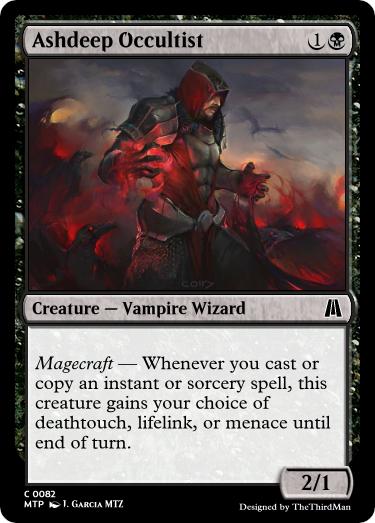 Ashdeep Occultist 1
Creature — Vampire Wizard
Magecraft — Whenever you cast or
copy an instant or sorcery spell, this
creature gains your choice of
deathtouch, lifelink, or menace until
end of turn.
2/1
C 0082
MTP J. Garcia MTZ
Designed by TheThirdMan